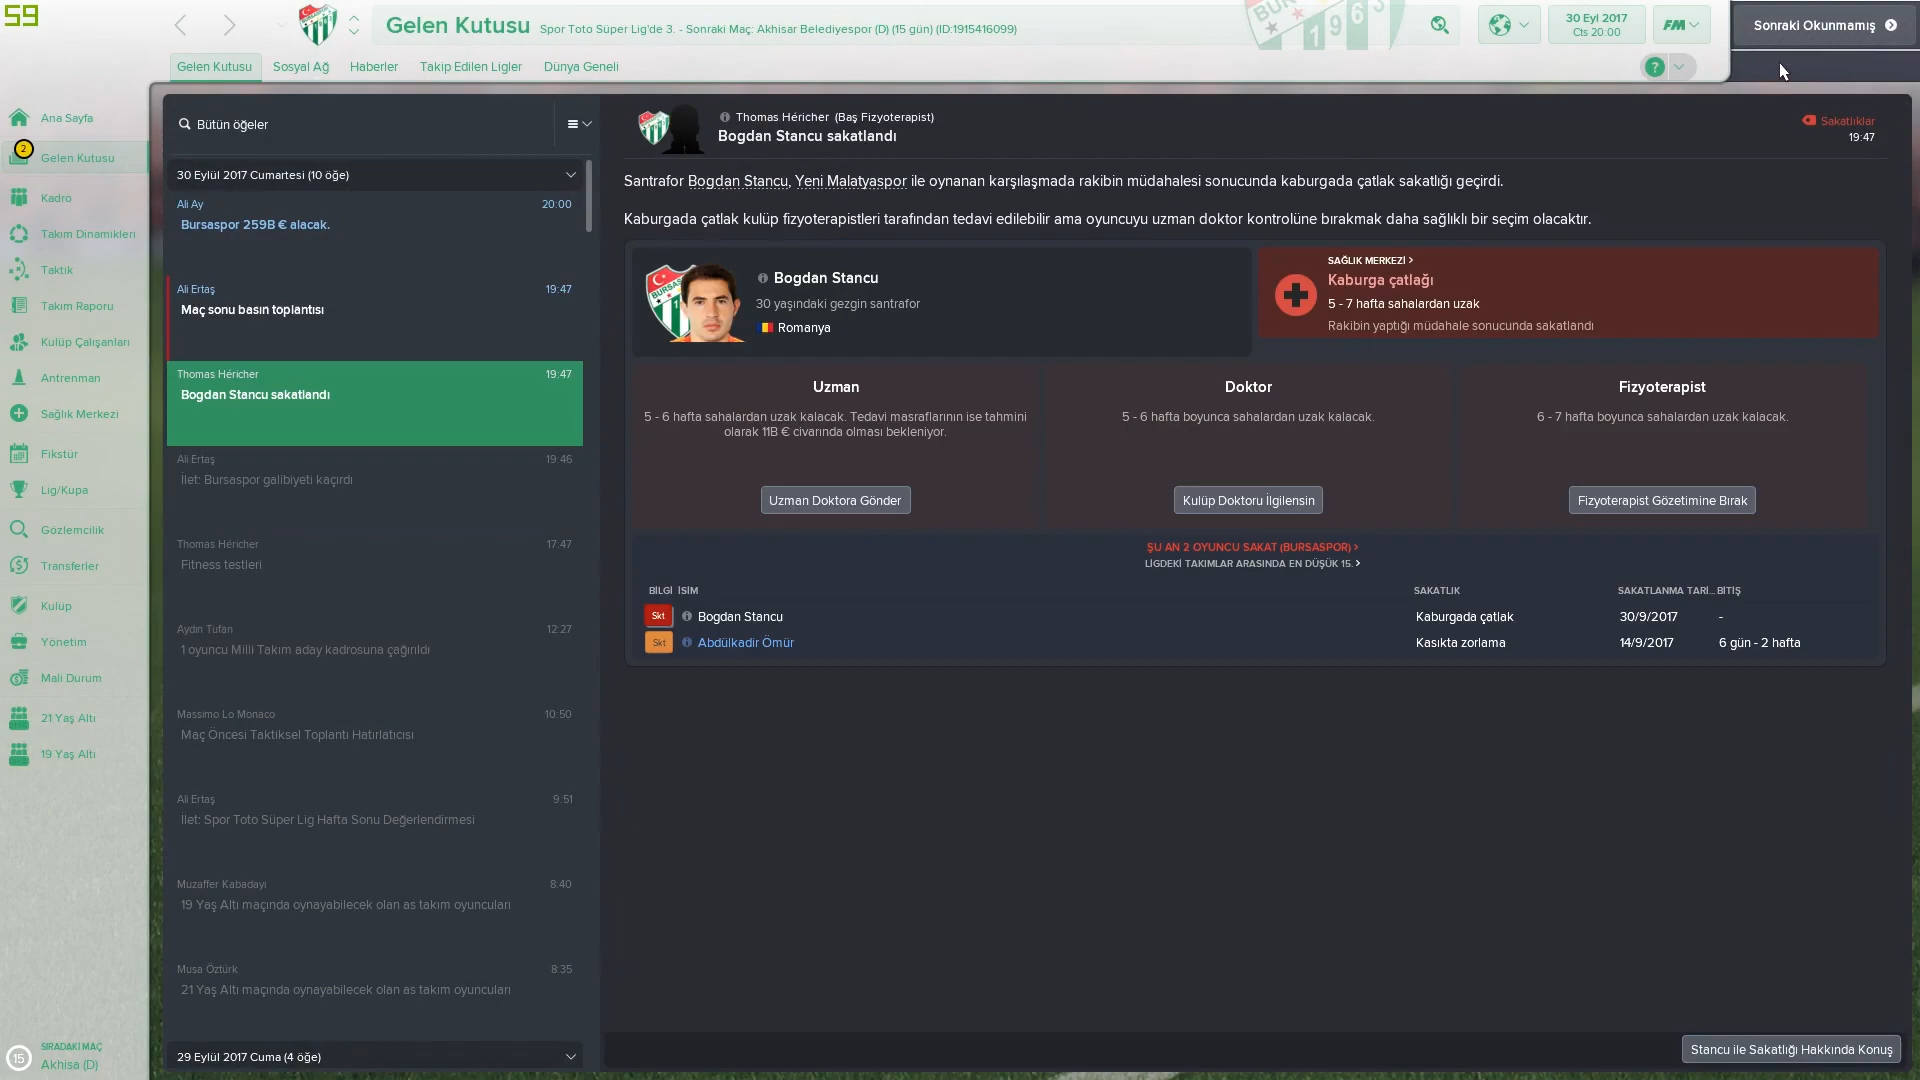 59
Gelen Kutusu
Spor Toto Süper Lig'de 3. - Sonraki Maç: Akhisar Belediyespor (D) (15 gün) (ID:1915416099)
30 Eyl 2017
Cts 20:00
FM
Sonraki Okunmamış
Gelen Kutusu
Sosyal Ağ
Haberler
Takip Edilen Ligler
Dünya Geneli
?
Ana Sayfa
2
Gelen Kutusu
Kadro
Takım Dinamikleri
Taktik
Takım Raporu
Kulüp Çalışanları
Antrenman
Sağlık Merkezi
Fikstür
Lig/Kupa
Gözlemcilik
Transferler
Kulüp
Yönetim
Mali Durum
21 Yaş Altı
19 Yaş Altı
15
SIRADAKİ MAÇ
Akhisa (D)
Bütün öğeler
30 Eylül 2017 Cumartesi (10 öğe)
Ali Ay 20:00
Bursaspor 259B € alacak.
Ali Ertaş 19:47
Maç sonu basın toplantısı
Thomas Héricher 19:47
Bogdan Stancu sakatlandı
Ali Ertaş 19:46
İlet: Bursaspor galibiyeti kaçırdı
Thomas Héricher 17:47
Fitness testleri
Aydın Tufan 12:27
1 oyuncu Milli Takım aday kadrosuna çağırıldı
Massimo Lo Monaco 10:50
Maç Öncesi Taktiksel Toplantı Hatırlatıcısı
Ali Ertaş 9:51
İlet: Spor Toto Süper Lig Hafta Sonu Değerlendirmesi
Muzaffer Kabadayı 8:40
19 Yaş Altı maçında oynayabilecek olan as takım oyuncuları
Musa Öztürk 8:35
21 Yaş Altı maçında oynayabilecek olan as takım oyuncuları
29 Eylül 2017 Cuma (4 öğe)
Thomas Héricher (Baş Fizyoterapist)
Bogdan Stancu sakatlandı
Sakatlıklar
19:47
Santrafor Bogdan Stancu, Yeni Malatyaspor ile oynanan karşılaşmada rakibin müdahalesi sonucunda kaburgada çatlak sakatlığı geçirdi.
Kaburgada çatlak kulüp fizyoterapistleri tarafından tedavi edilebilir ama oyuncuyu uzman doktor kontrolüne bırakmak daha sağlıklı bir seçim olacaktır.
Bogdan Stancu
30 yaşındaki gezgin santrafor
Romanya
SAĞLIK MERKEZİ >
Kaburga çatlağı
5 - 7 hafta sahalardan uzak
Rakibin yaptığı müdahale sonucunda sakatlandı
Uzman
5 - 6 hafta sahalardan uzak kalacak. Tedavi masraflarının ise tahmini
olarak 11B € civarında olması bekleniyor.
Uzman Doktora Gönder
Doktor
5 - 6 hafta boyunca sahalardan uzak kalacak.
Kulüp Doktoru İlgilensin
Fizyoterapist
6 - 7 hafta boyunca sahalardan uzak kalacak.
Fizyoterapist Gözetimine Bırak
ŞU AN 2 OYUNCU SAKAT (BURSASPOR) >
LİGDEKİ TAKIMLAR ARASINDA EN DÜŞÜK 15. >
BİLGİ İSİM SAKATLIK SAKATLANMA TARİ... BİTİŞ
Skt Bogdan Stancu Kaburgada çatlak 30/9/2017 -
Skt Abdülkadir Ömür Kasıkta zorlama 14/9/2017 6 gün - 2 hafta
Stancu ile Sakatlığı Hakkında Konuş